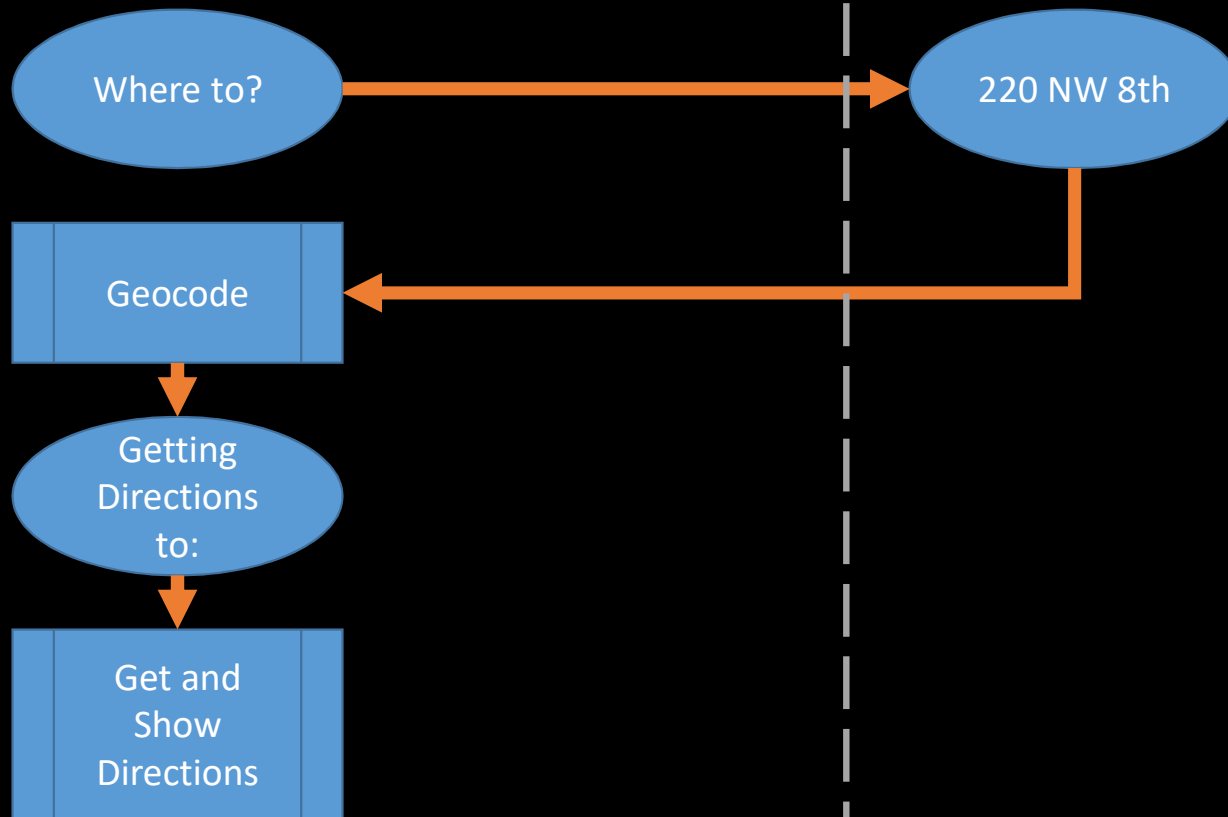 Where to?
220 NW 8th
Geocode
Getting
Directions
to:
Get and
Show
Directions